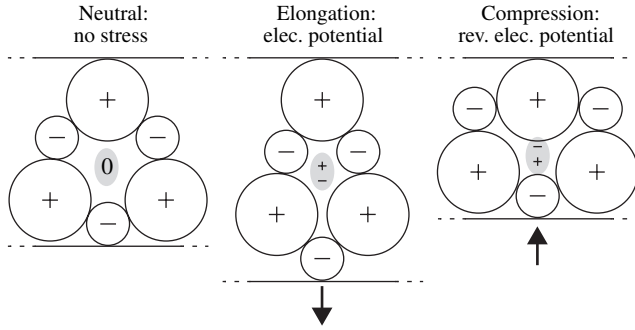 Neutral:
no stress
Elongation:
elec. potential
Compression:
rev. elec. potential
+
− −
0
+ +
−
+
− −
+
−
+ +
−
+
− −
−
+
+ +
−